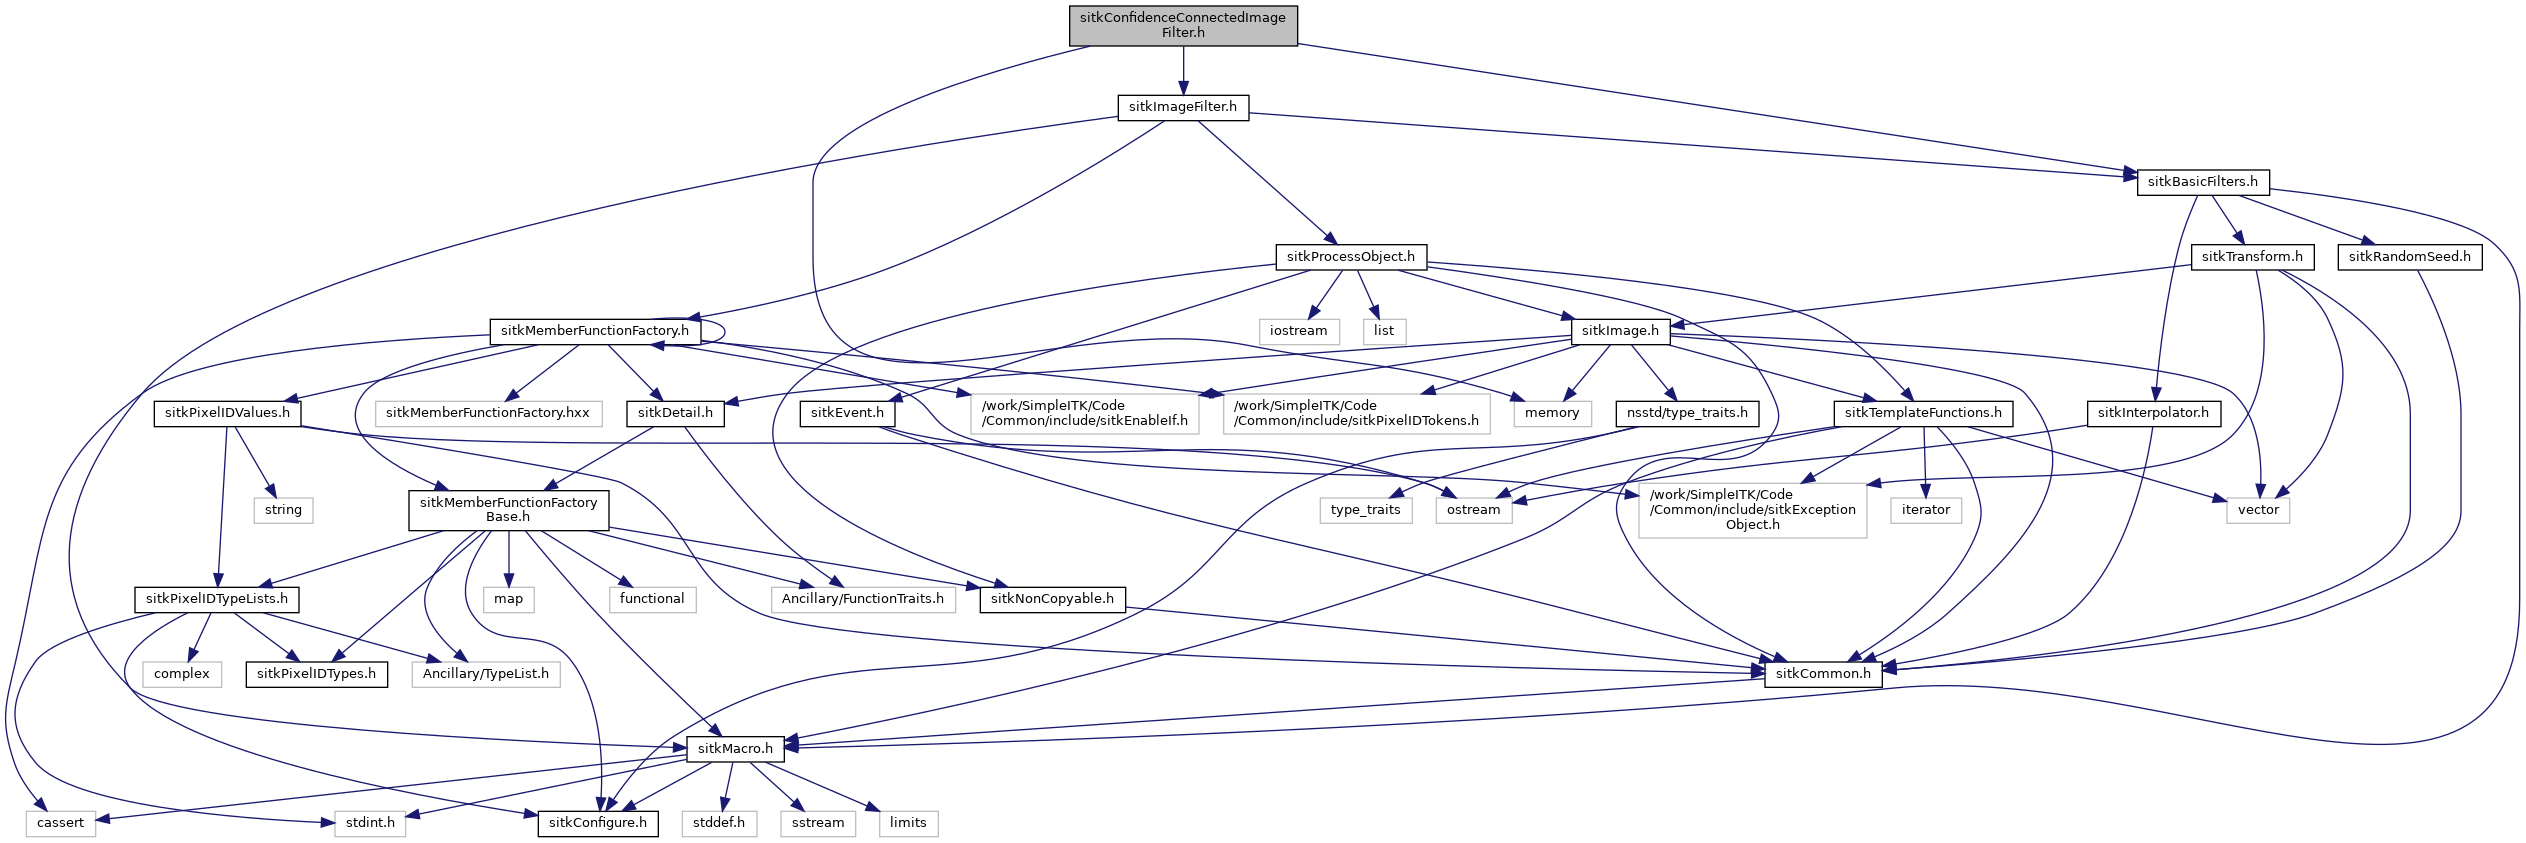 sitkConfidenceConnectedImage
Filter.h
sitkImageFilter.h
sitkBasicFilters.h
sitkProcessObject.h
sitkTransform.h
sitkRandomSeed.h
sitkMemberFunctionFactory.h
iostream
list
sitkImage.h
sitkPixelIDValues.h
sitkMemberFunctionFactory.hxx
sitkDetail.h
sitkEvent.h
/work/SimpleITK/Code
/Common/include/sitkEnableIf.h
/work/SimpleITK/Code
/Common/include/sitkPixelIDTokens.h
memory
nsstd/type_traits.h
sitkTemplateFunctions.h
sitkInterpolator.h
string
sitkMemberFunctionFactory
Base.h
type_traits
ostream
/work/SimpleITK/Code
/Common/include/sitkException
Object.h
iterator
vector
sitkPixelIDTypeLists.h
map
functional
Ancillary/FunctionTraits.h
sitkNonCopyable.h
complex
sitkPixelIDTypes.h
Ancillary/TypeList.h
sitkCommon.h
sitkMacro.h
cassert
stdint.h
sitkConfigure.h
stddef.h
sstream
limits